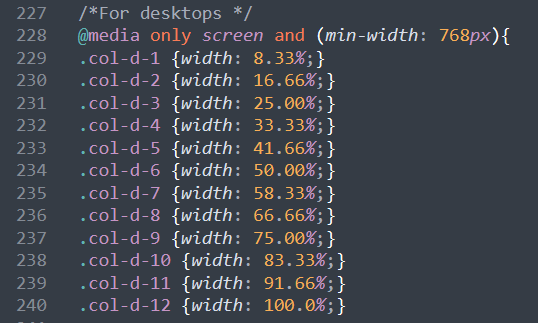 227 /*For desktops */
228 @media only screen and (min-width: 768px){
229 .col-d-1 {width: 8.33%;}
230 .col-d-2 {width: 16.66%;}
231 .col-d-3 {width: 25.00%;}
232 .col-d-4 {width: 33.33%;}
233 .col-d-5 {width: 41.66%;}
234 .col-d-6 {width: 50.00%;}
235 .col-d-7 {width: 58.33%;}
236 .col-d-8 {width: 66.66%;}
237 .col-d-9 {width: 75.00%;}
238 .col-d-10 {width: 83.33%;}
239 .col-d-11 {width: 91.66%;}
240 .col-d-12 {width: 100.0%;}